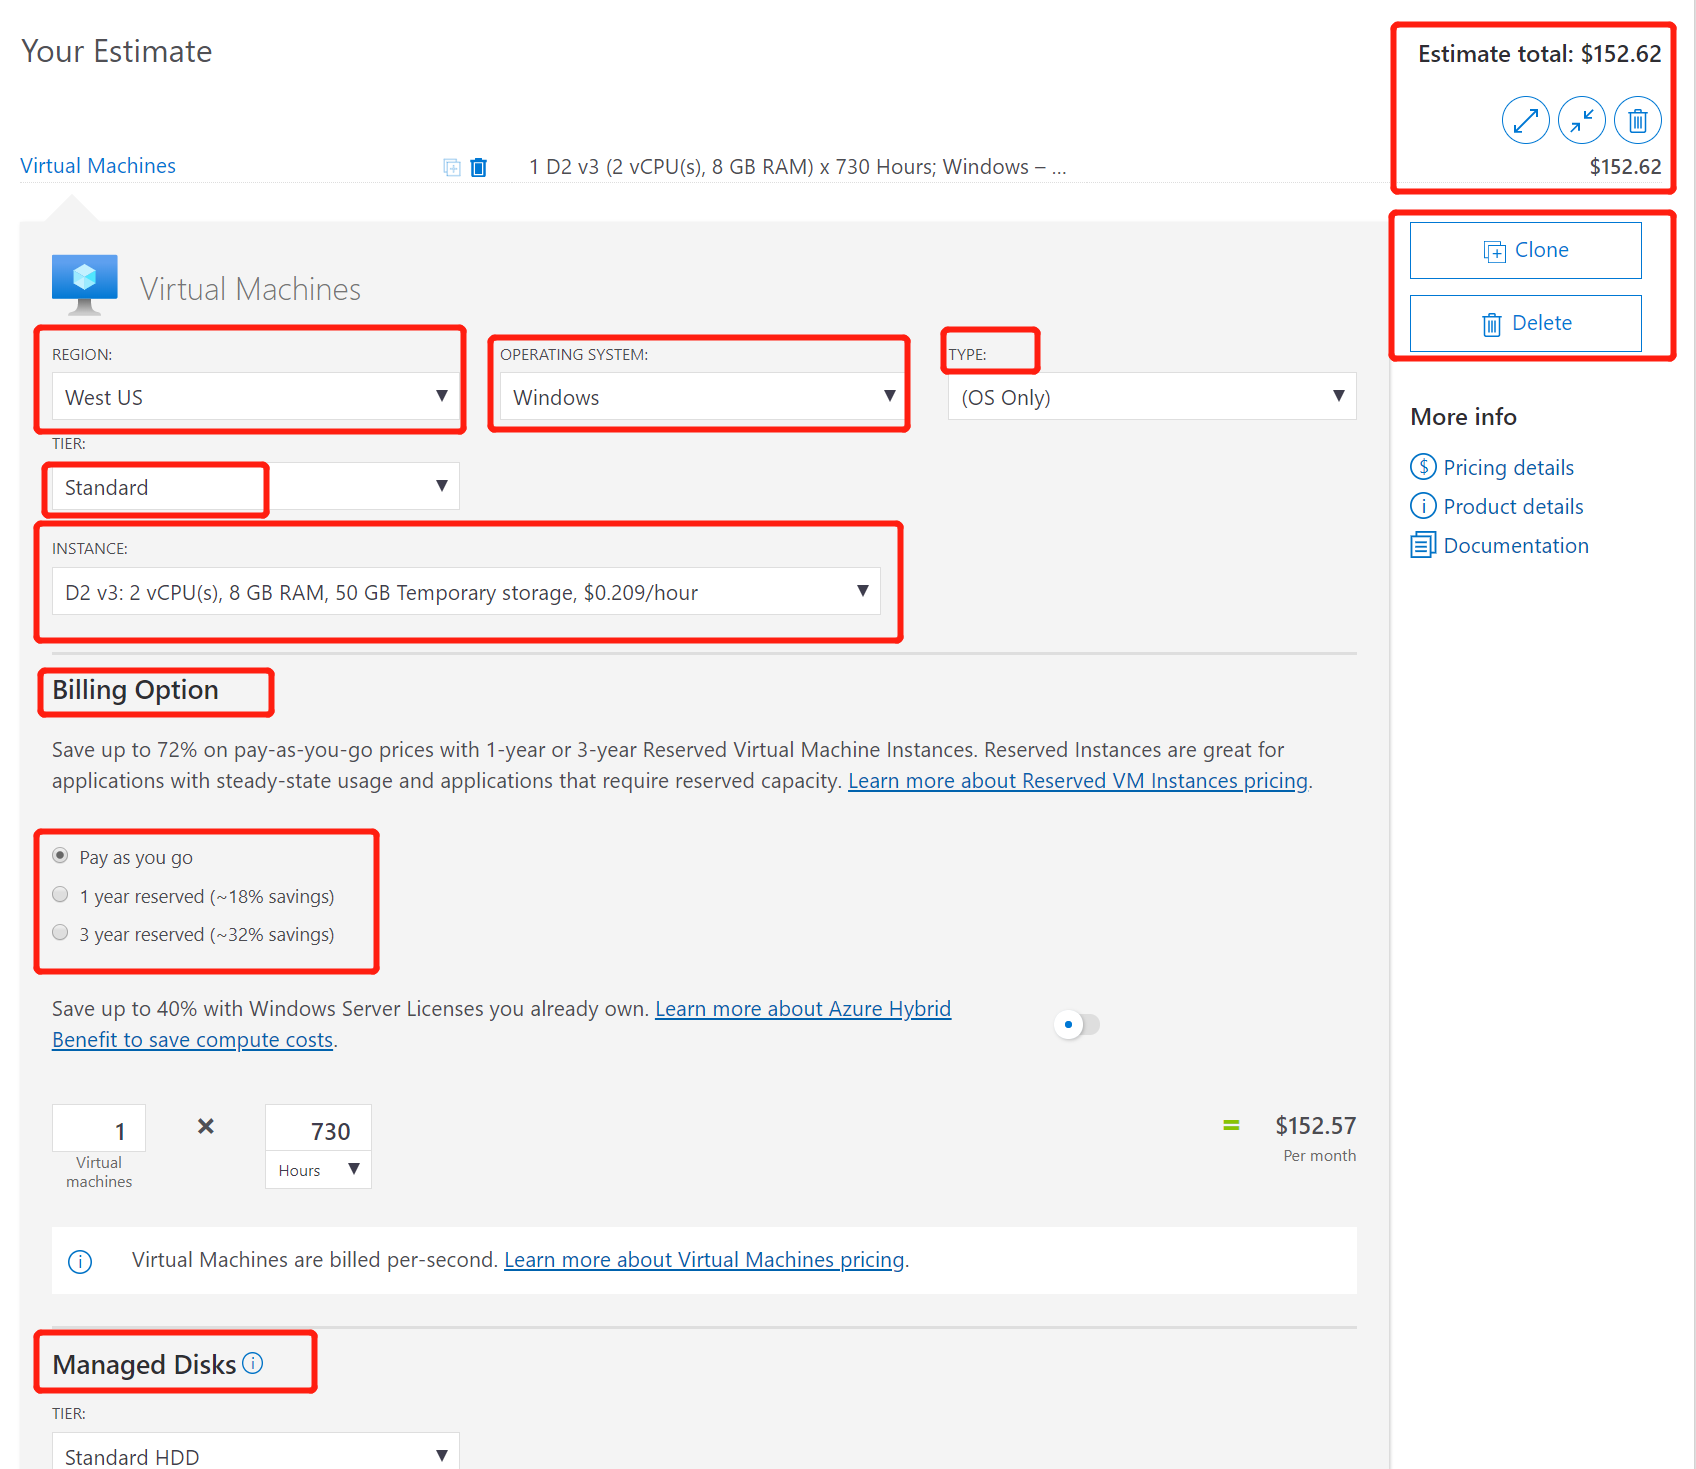 Your Estimate
Estimate total: $152.62
Virtual Machines
1 D2 v3 (2 vCPU(s), 8 GB RAM) x 730 Hours; Windows – ...
$152.62
Virtual Machines
Clone
Delete
REGION:
OPERATING SYSTEM:
TYPE:
West US
Windows
(OS Only)
More info
TIER:
Standard
Pricing details
Product details
Documentation
INSTANCE:
D2 v3: 2 vCPU(s), 8 GB RAM, 50 GB Temporary storage, $0.209/hour
Billing Option
Save up to 72% on pay-as-you-go prices with 1-year or 3-year Reserved Virtual Machine Instances. Reserved Instances are great for
applications with steady-state usage and applications that require reserved capacity. Learn more about Reserved VM Instances pricing.
Pay as you go
1 year reserved (~18% savings)
3 year reserved (~32% savings)
Save up to 40% with Windows Server Licenses you already own. Learn more about Azure Hybrid
Benefit to save compute costs.
1
×
730
= $152.57
Per month
Virtual
machines
Hours
Virtual Machines are billed per-second. Learn more about Virtual Machines pricing.
Managed Disks
TIER:
Standard HDD